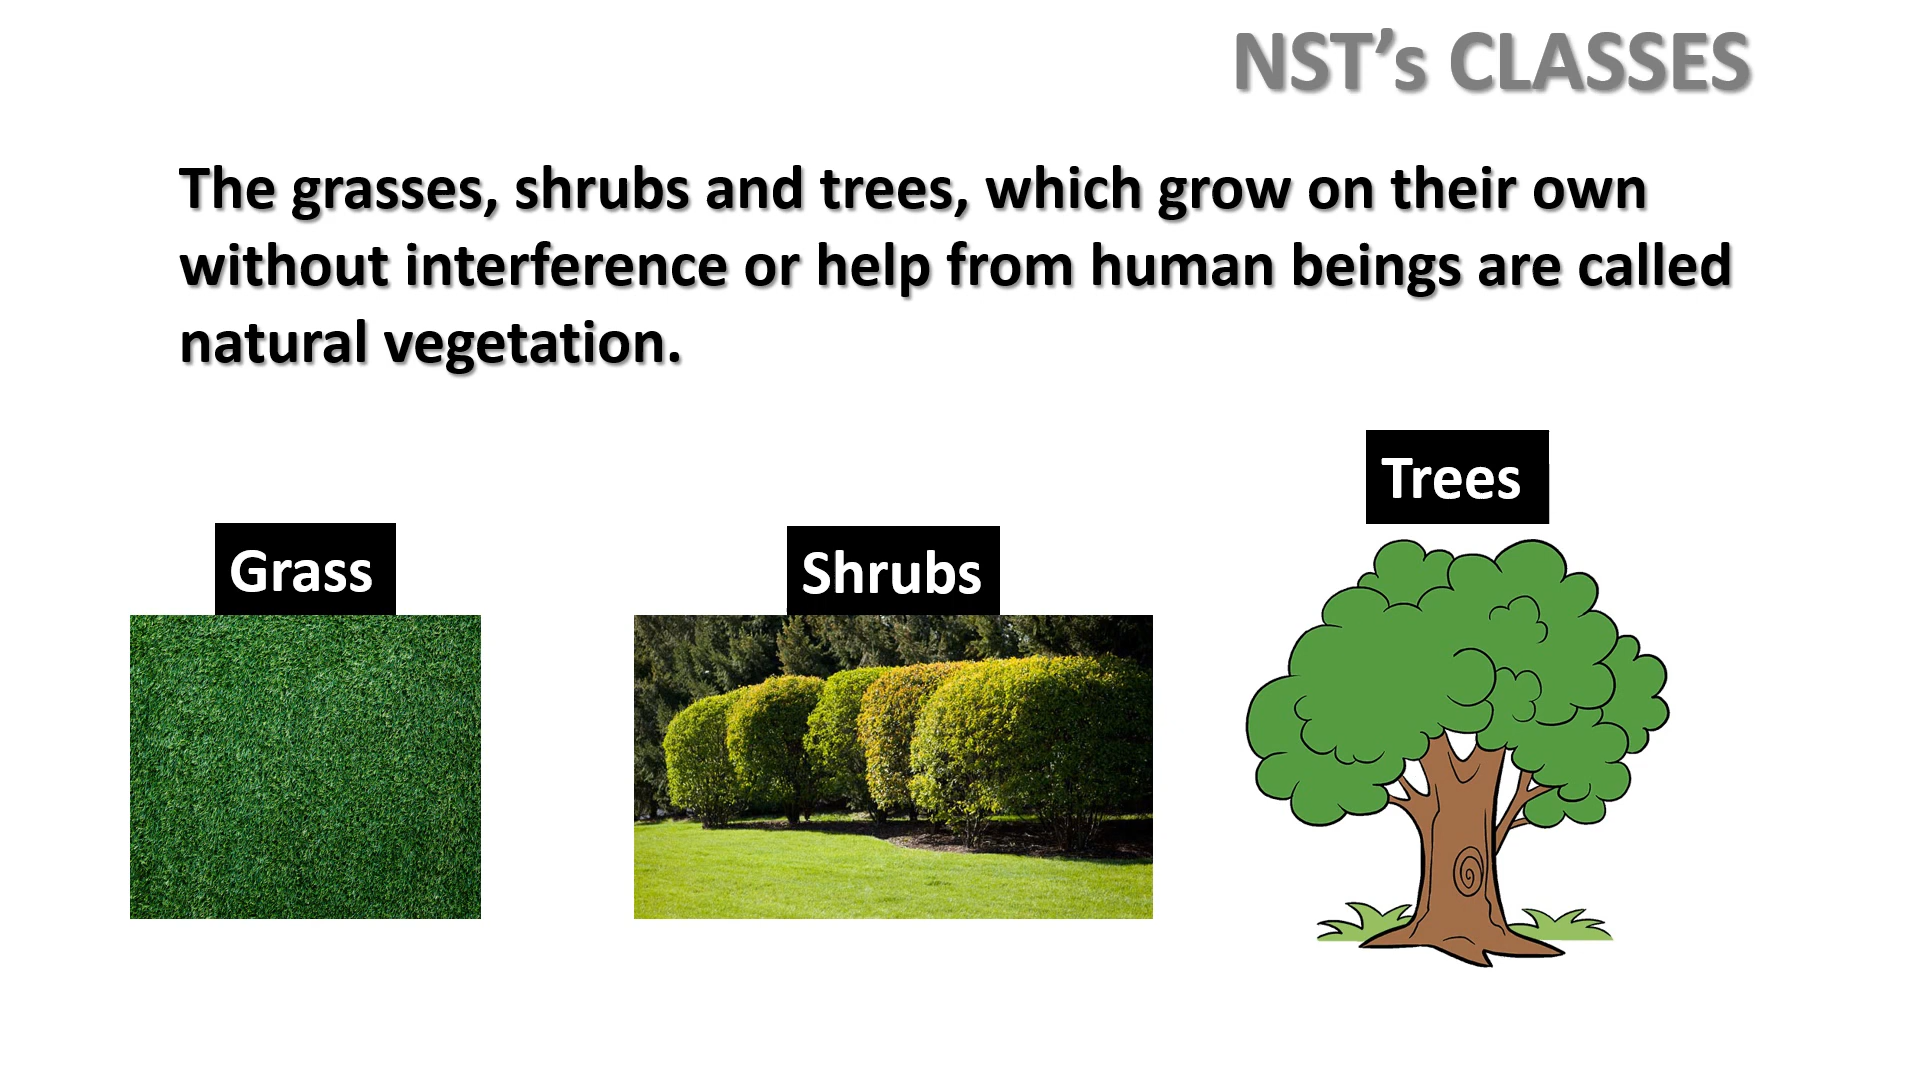 NST’s CLASSES
The grasses, shrubs and trees, which grow on their own
without interference or help from human beings are called
natural vegetation.
Trees
Grass
Shrubs